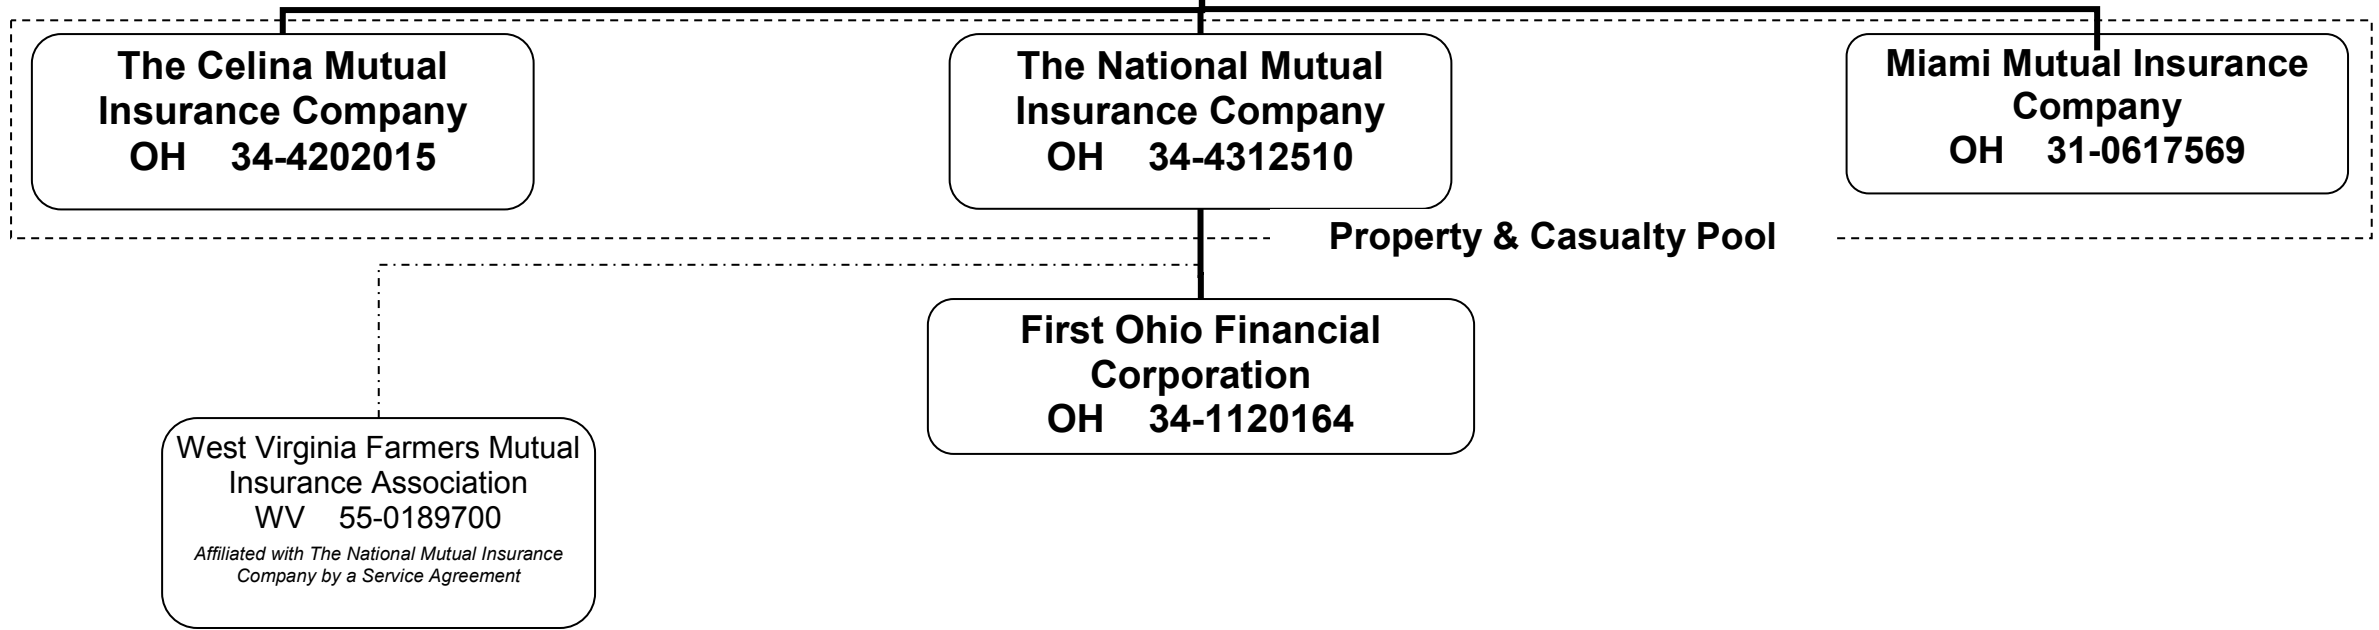 The Celina Mutual
Insurance Company
OH 34-4202015
The National Mutual
Insurance Company
OH 34-4312510
Miami Mutual Insurance
Company
OH 31-0617569
Property & Casualty Pool
First Ohio Financial
Corporation
OH 34-1120164
West Virginia Farmers Mutual
Insurance Association
WV 55-0189700
Affiliated with The National Mutual Insurance
Company by a Service Agreement